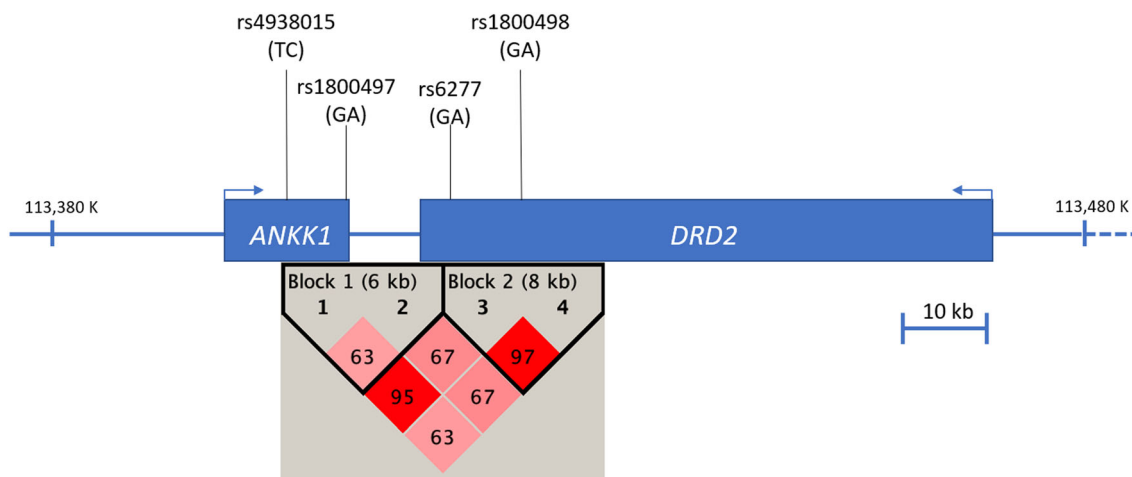 rs4938015
(TC)
rs1800498
(GA)
rs1800497
(GA)
rs6277
(GA)
113,380 K
113,480 K
ANKK1
DRD2
Block 1 (6 kb)
Block 2 (8 kb)
1 2 3 4
10 kb
63 67 97
95 67
63